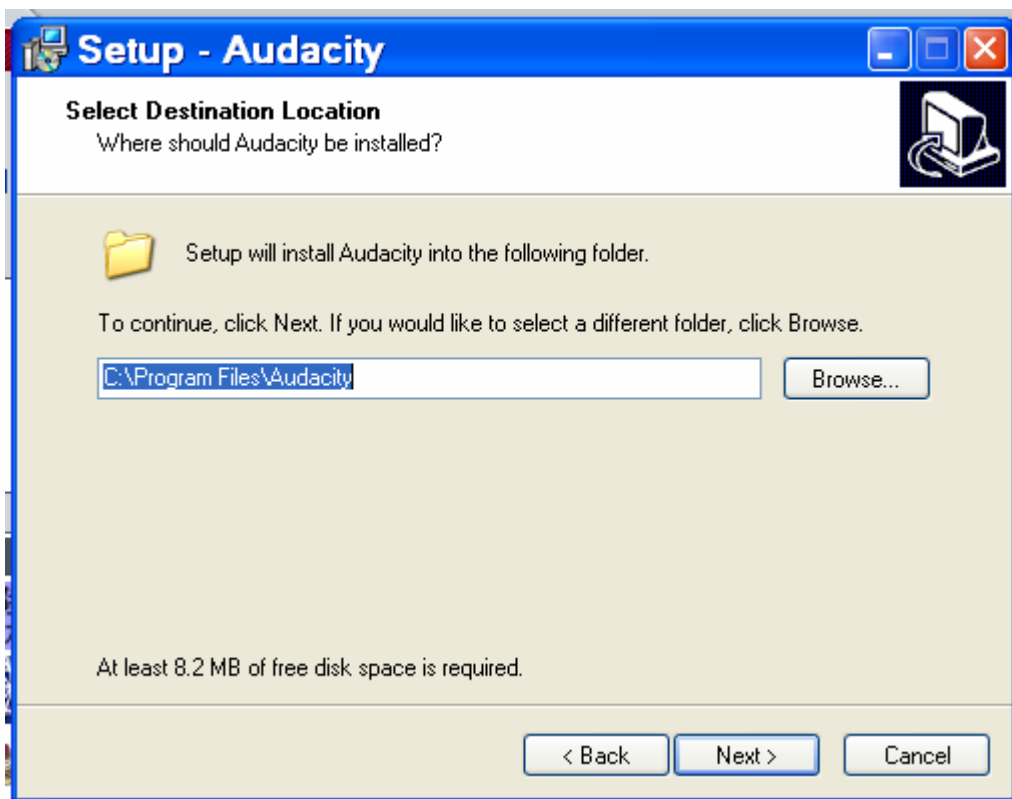 Setup - Audacity
Select Destination Location
Where should Audacity be installed?
Setup will install Audacity into the following folder.
To continue, click Next. If you would like to select a different folder, click Browse.
C:\Program Files\Audacity
Browse...
At least 8.2 MB of free disk space is required.
< Back
Next >
Cancel